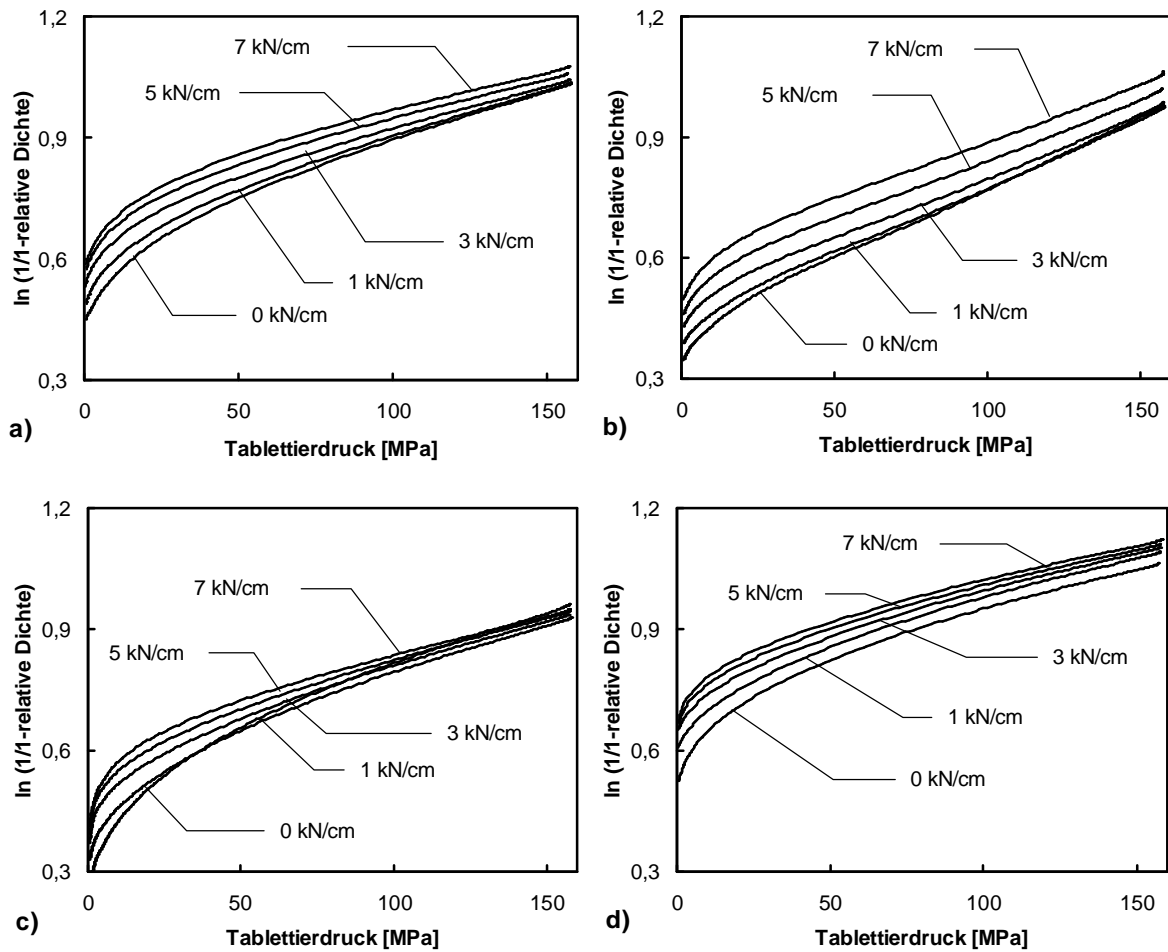 1,2
0,9
0,6
0,3
ln (1/1-relative Dichte)
7 kN/cm
5 kN/cm
3 kN/cm
1 kN/cm
0 kN/cm
0 50 100 150
Tablettierdruck [MPa]
a)
1,2
0,9
0,6
0,3
ln (1/1-relative Dichte)
7 kN/cm
5 kN/cm
3 kN/cm
1 kN/cm
0 kN/cm
0 50 100 150
Tablettierdruck [MPa]
b)
1,2
0,9
0,6
0,3
ln (1/1-relative Dichte)
7 kN/cm
5 kN/cm
3 kN/cm
1 kN/cm
0 kN/cm
0 50 100 150
Tablettierdruck [MPa]
c)
1,2
0,9
0,6
0,3
ln (1/1-relative Dichte)
7 kN/cm
5 kN/cm
3 kN/cm
1 kN/cm
0 kN/cm
0 50 100 150
Tablettierdruck [MPa]
d)